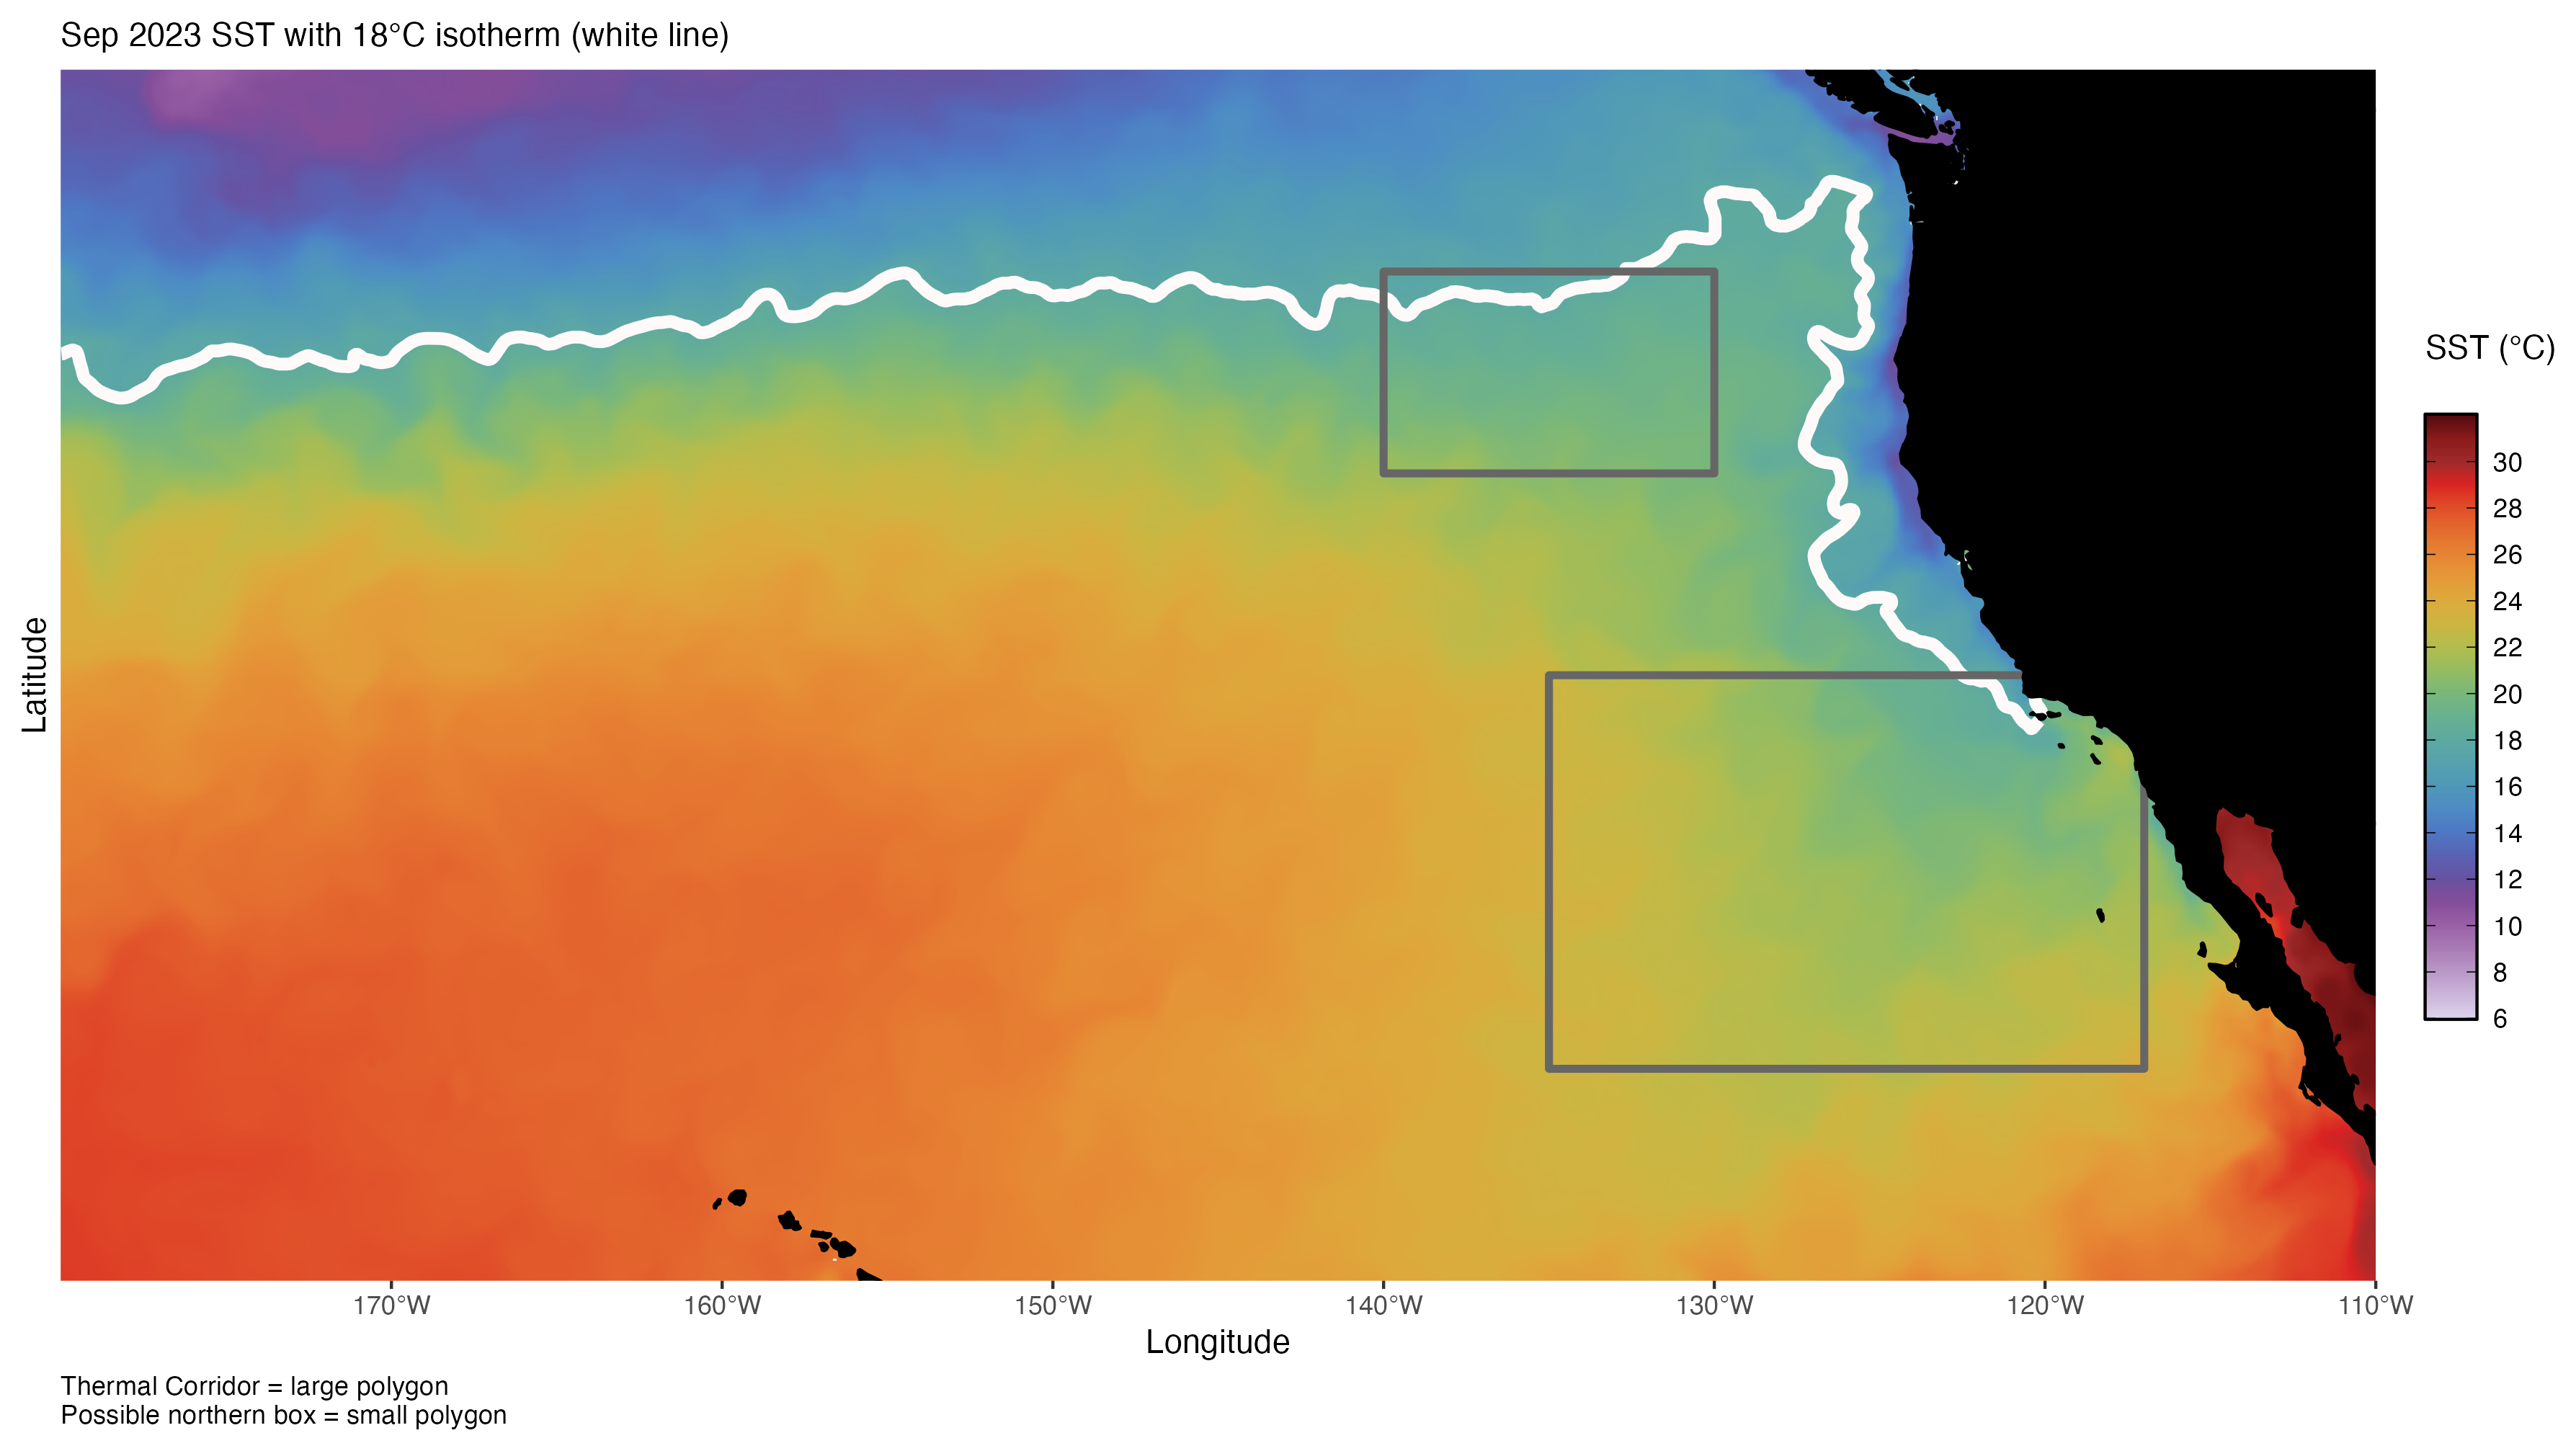 Sep 2023 SST with 18°C isotherm (white line)
Latitude
SST (°C)
30
28
26
24
22
20
18
16
14
12
10
8
6
170°W 160°W 150°W 140°W 130°W 120°W 110°W
Longitude
Thermal Corridor = large polygon
Possible northern box = small polygon